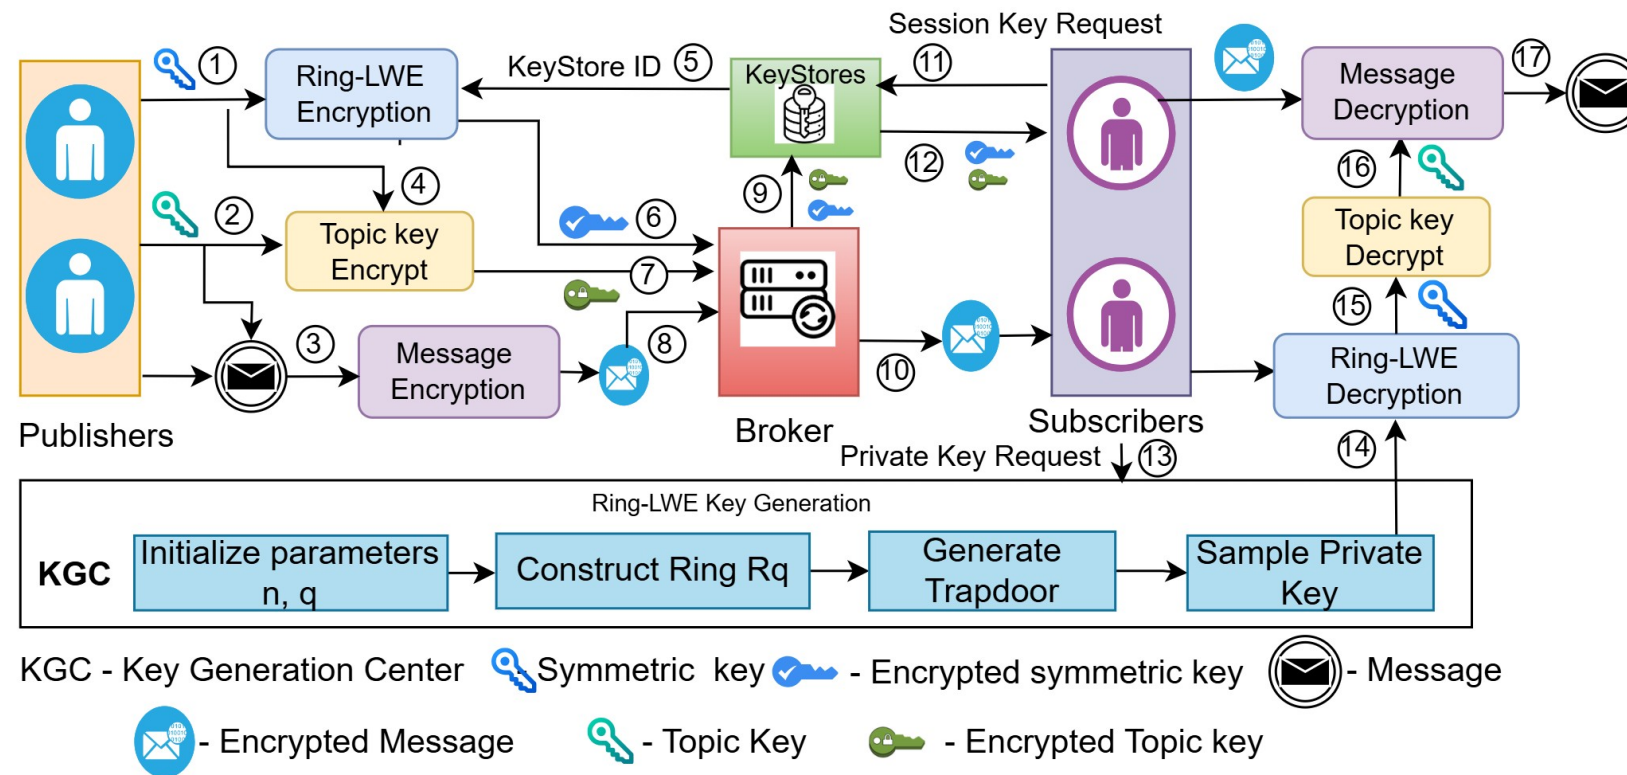 Session Key Request
1
Ring-LWE
Encryption
KeyStore ID
5
KeyStores
11
Message
Decryption
17
4
12
16
2
Topic key
Encrypt
9
6
7
Topic key
Decrypt
15
3
Message
Encryption
8
10
Ring-LWE
Decryption
Publishers
Broker
Subscribers
Private Key Request
13
14
Ring-LWE Key Generation
KGC
Initialize parameters
n, q
Construct Ring Rq
Generate
Trapdoor
Sample Private
Key
KGC - Key Generation Center
Symmetric key
- Encrypted symmetric key
- Message
- Encrypted Message
- Topic Key
- Encrypted Topic key